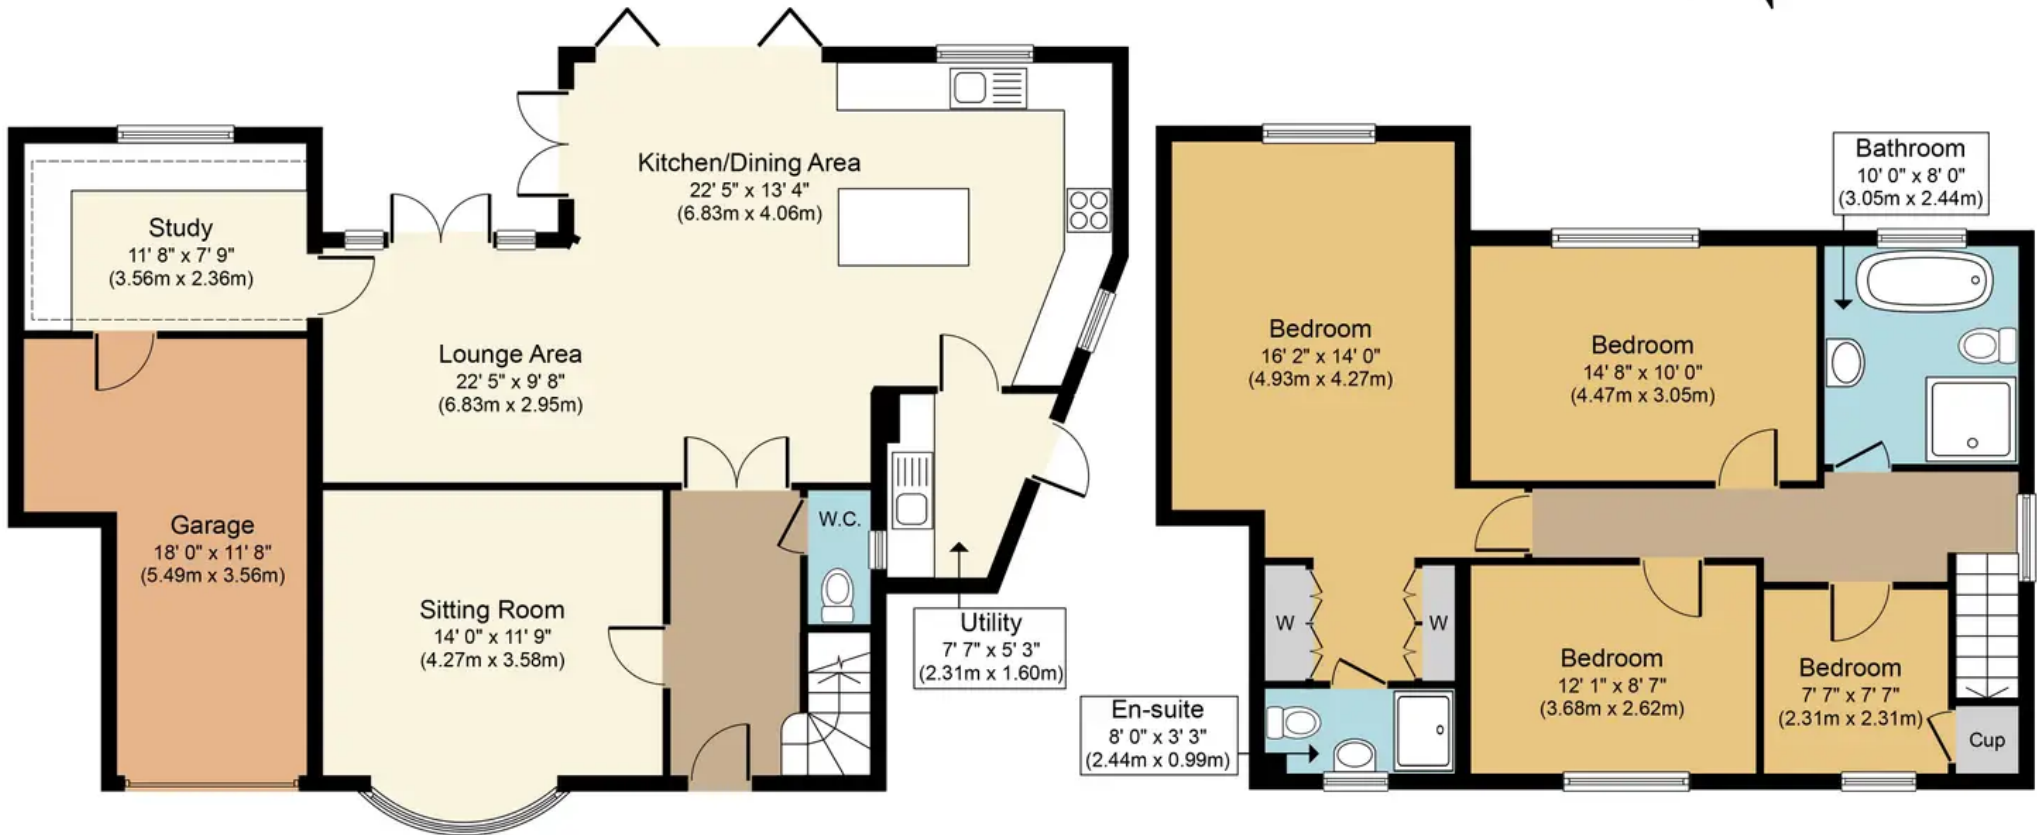 Kitchen/Dining Area
22' 5" x 13' 4"
(6.83m x 4.06m)
Study
11' 8" x 7' 9"
(3.56m x 2.36m)
Lounge Area
22' 5" x 9' 8"
(6.83m x 2.95m)
Garage
18' 0" x 11' 8"
(5.49m x 3.56m)
Sitting Room
14' 0" x 11' 9"
(4.27m x 3.58m)
W.C.
Utility
7' 7" x 5' 3"
(2.31m x 1.60m)
Bathroom
10' 0" x 8' 0"
(3.05m x 2.44m)
Bedroom
16' 2" x 14' 0"
(4.93m x 4.27m)
Bedroom
14' 8" x 10' 0"
(4.47m x 3.05m)
W
W
En-suite
8' 0" x 3' 3"
(2.44m x 0.99m)
Bedroom
12' 1" x 8' 7"
(3.68m x 2.62m)
Bedroom
7' 7" x 7' 7"
(2.31m x 2.31m)
Cup